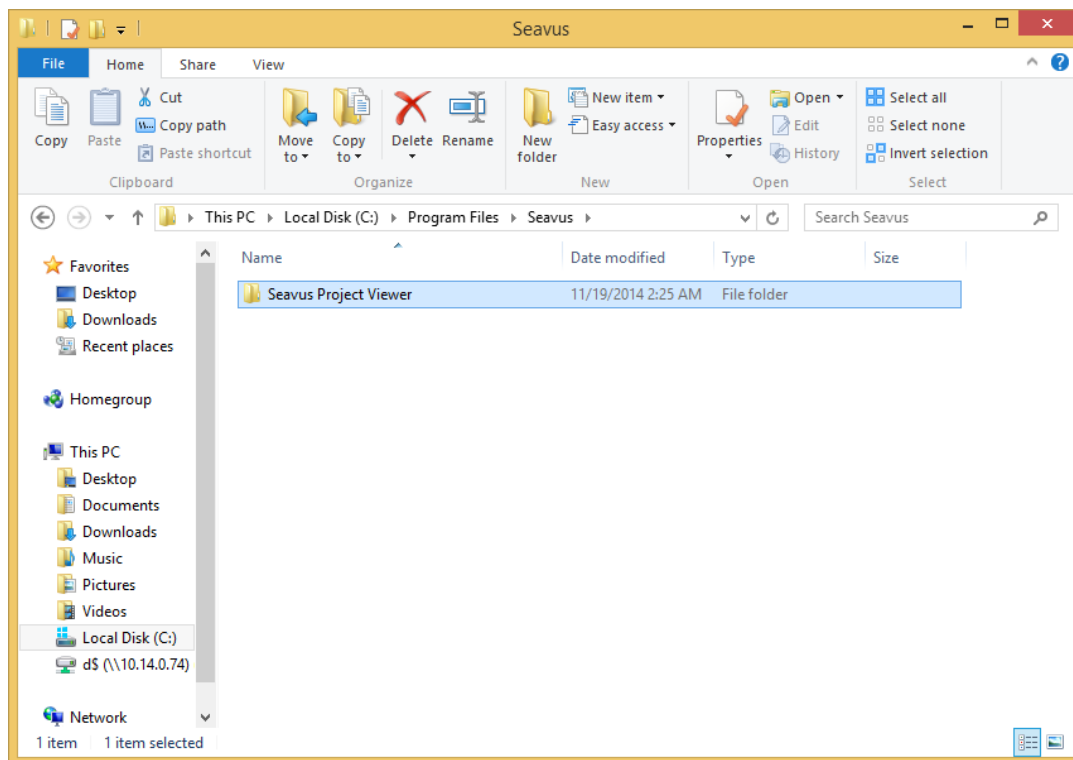 Seavus
File Home Share View
Copy
Paste
Cut
Copy path
Paste shortcut
Clipboard
Move to
Copy to
Delete
Rename
Organize
New folder
New item
Easy access
New
Properties
Open
Edit
History
Open
Select all
Select none
Invert selection
Select
This PC Local Disk (C:) Program Files Seavus
Search Seavus
Name Date modified Type Size
Seavus Project Viewer 11/19/2014 2:25 AM File folder
Favorites
Desktop
Downloads
Recent places
Homegroup
This PC
Desktop
Documents
Downloads
Music
Pictures
Videos
Local Disk (C:)
d$ (\\10.14.0.74)
Network
1 item 1 item selected